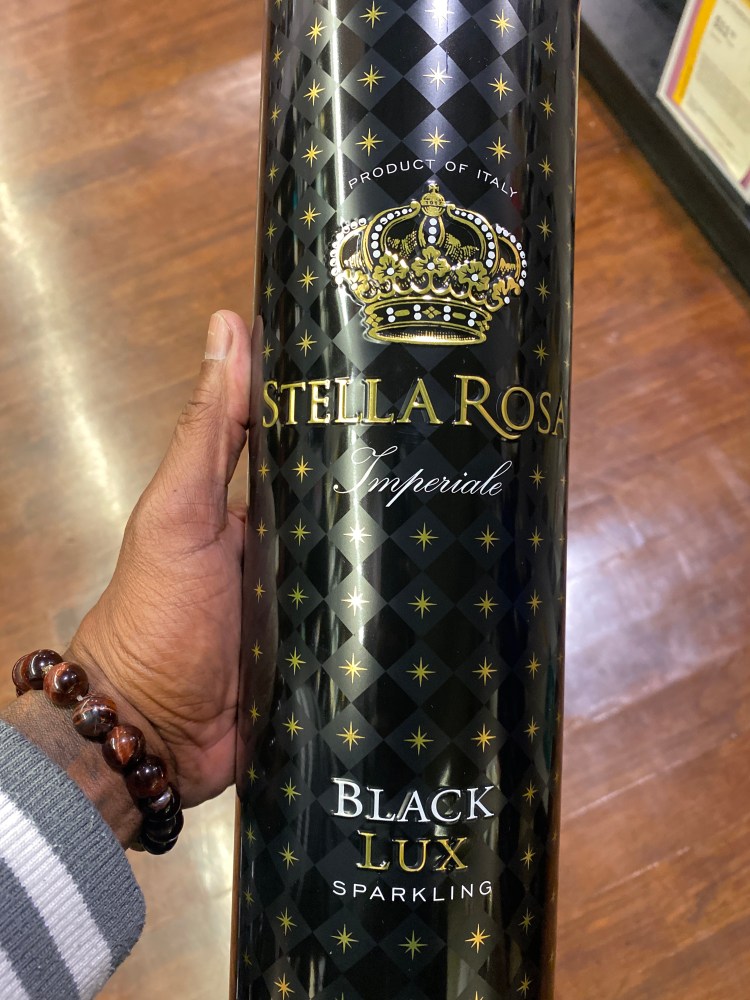 PRODUCT OF ITALY
STELLA ROSA
Imperiale
BLACK
LUX
SPARKLING